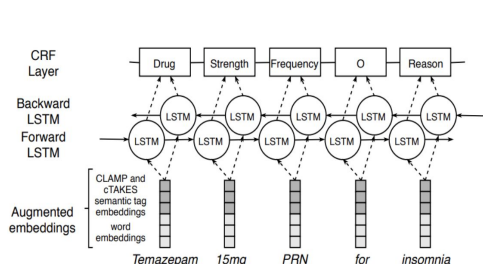 CRF
Layer
Drug Strength Frequency O Reason
Backward
LSTM
LSTM LSTM LSTM LSTM LSTM
Forward
LSTM
LSTM LSTM LSTM LSTM LSTM
Augmented
embeddings
CLAMP and
cTAKES
semantic tag
embeddings
word
embeddings
Temazepam 15mg PRN for insomnia